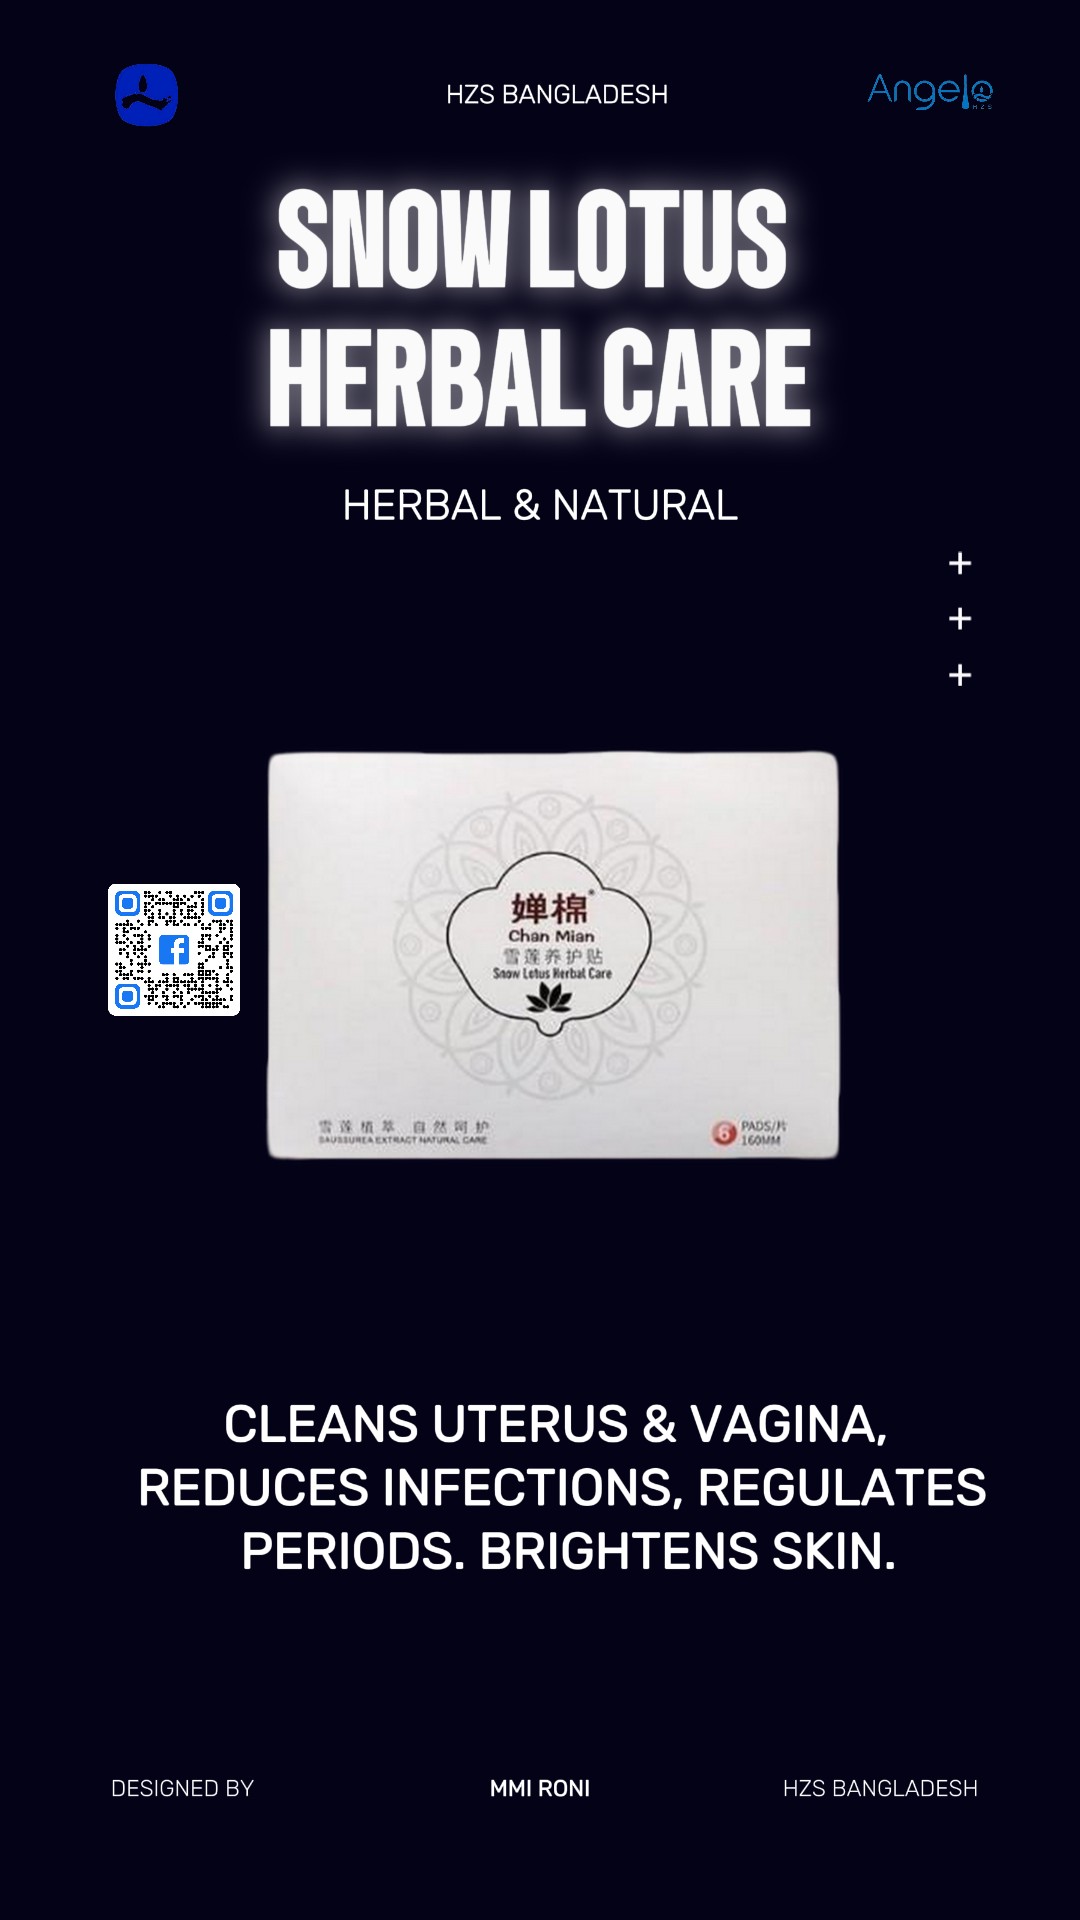 HZS BANGLADESH
Angel
HZS
SNOW LOTUS
HERBAL CARE
HERBAL & NATURAL
+
+
+
婵棉
Chan Mian
雪莲养护贴
Snow Lotus Herbal Care
雪莲植萃 自然呵护
SAUSSUREA EXTRACT NATURAL CARE
6 PADS/片
160MM
CLEANS UTERUS & VAGINA,
REDUCES INFECTIONS, REGULATES
PERIODS. BRIGHTENS SKIN.
DESIGNED BY
MMI RONI
HZS BANGLADESH